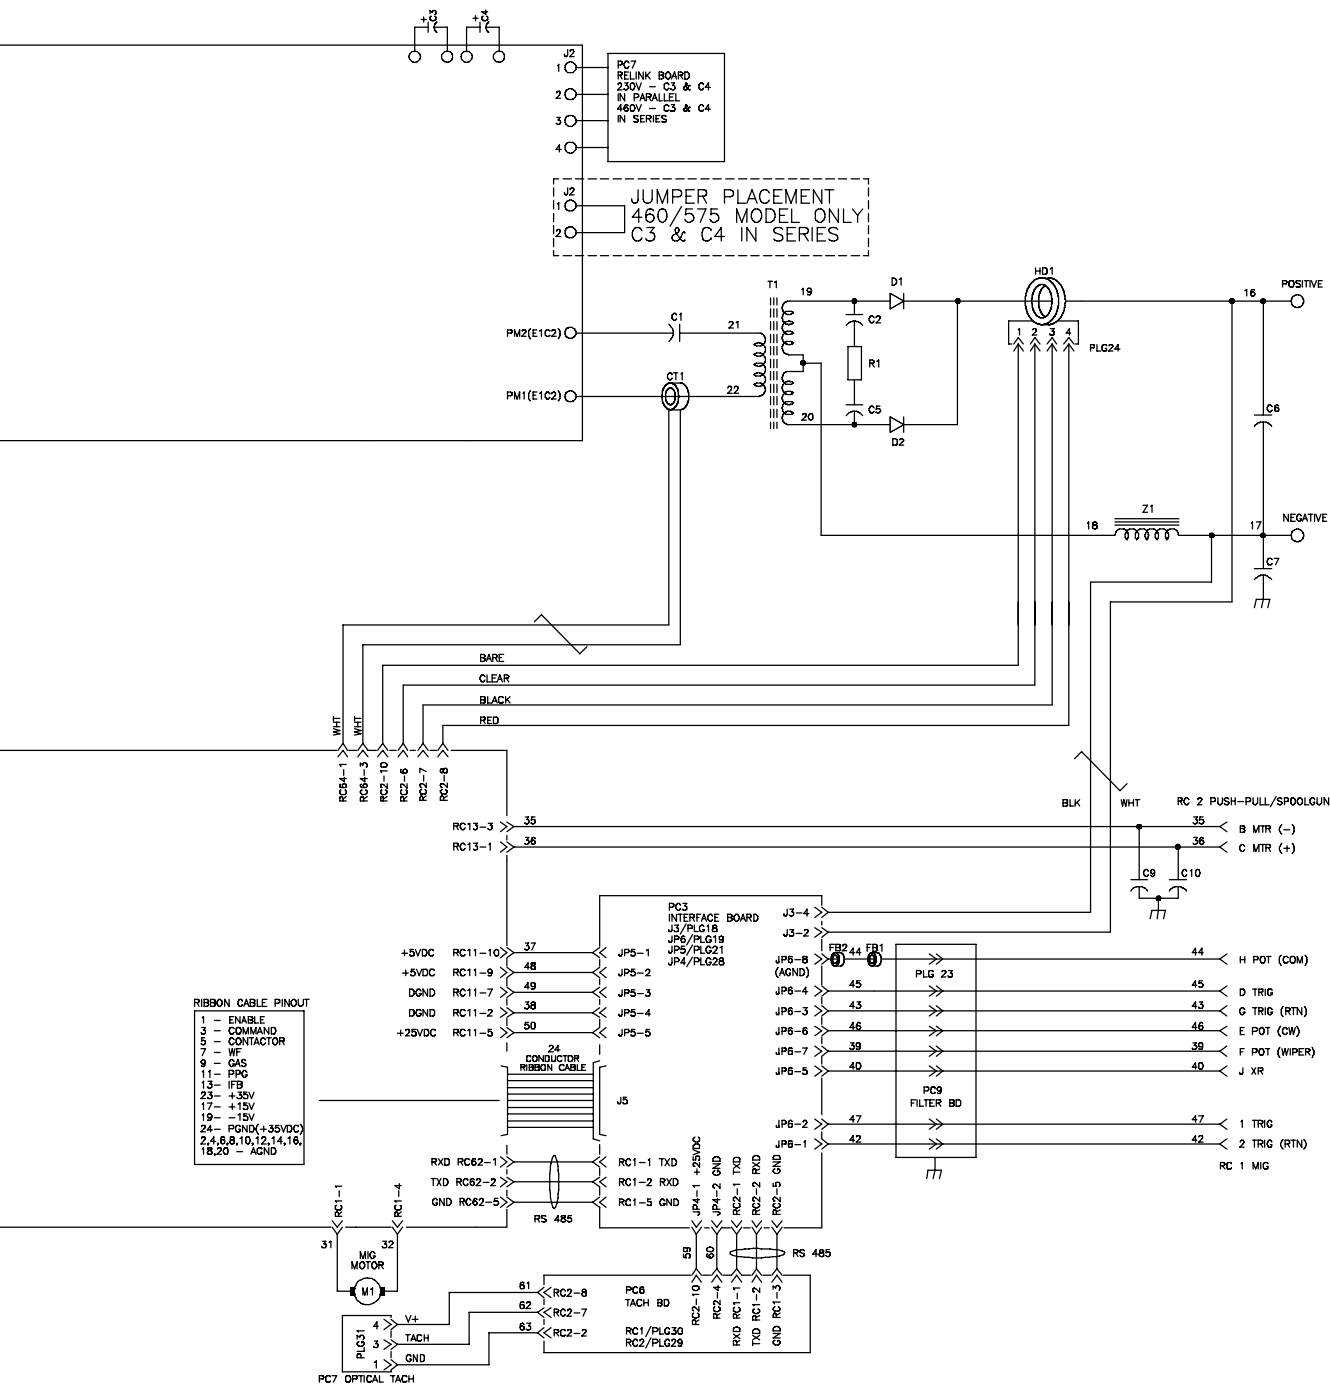 C3
+
C4
+
J2
1
2
3
4
PC7
RELINK BOARD
230V - C3 & C4
IN PARALLEL
460V - C3 & C4
IN SERIES
J2
1
2
JUMPER PLACEMENT
460/575 MODEL ONLY
C3 & C4 IN SERIES
PM2(E1C2)
C1
21
PM1(E1C2)
CT1
22
T1
19
20
C2
R1
C5
D1
D2
HD1
1 2 3 4
PLG24
16
POSITIVE
C6
18
Z1
17
NEGATIVE
C7
BARE
CLEAR
BLACK
RED
WHT
WHT
RC64-1
RC64-3
RC2-10
RC2-6
RC2-7
RC2-8
BLK
WHT
RC 2 PUSH-PULL/SPOOLGUN
RC13-3
35
35
B MTR (-)
RC13-1
36
36
C MTR (+)
C9
C10
PC3
INTERFACE BOARD
J3/PLG18
JP6/PLG19
JP5/PLG21
JP4/PLG28
J3-4
J3-2
JP6-8
(AGND)
FB2
44
FB1
44
H POT (COM)
PLG 23
JP6-4
45
45
D TRIG
JP6-3
43
43
G TRIG (RTN)
JP6-6
46
46
E POT (CW)
JP6-7
39
39
F POT (WIPER)
JP6-5
40
40
J XR
PC9
FILTER BD
JP6-2
47
47
1 TRIG
JP6-1
42
42
2 TRIG (RTN)
RC 1 MIG
+5VDC RC11-10
37
JP5-1
+5VDC RC11-9
48
JP5-2
DGND RC11-7
49
JP5-3
DGND RC11-2
38
JP5-4
+25VDC RC11-5
50
JP5-5
24
CONDUCTOR
RIBBON CABLE
J5
RIBBON CABLE PINOUT
1 - ENABLE
3 - COMMAND
5 - CONTACTOR
7 - WF
9 - GAS
11- PPG
13- IFB
23- +35V
17- +15V
19- -15V
24- PGND(+35VDC)
2,4,6,8,10,12,14,16,
18,20 - AGND
RXD RC62-1
RC1-1 TXD
TXD RC62-2
RC1-2 RXD
GND RC62-5
RC1-5 GND
RS 485
JP4-1 +25VDC
JP4-2 GND
RC2-1 TXD
RC2-2 RXD
RC2-5 GND
59
60
RS 485
RC1-1
RC1-4
31
32
MIG
MOTOR
M1
PC6
TACH BD
RC1/PLG30
RC2/PLG29
RC2-10
RC2-4
RXD RC1-1
TXD RC1-2
GND RC1-3
61
RC2-8
62
RC2-7
63
RC2-2
PLG31
4
V+
3
TACH
1
GND
PC7 OPTICAL TACH